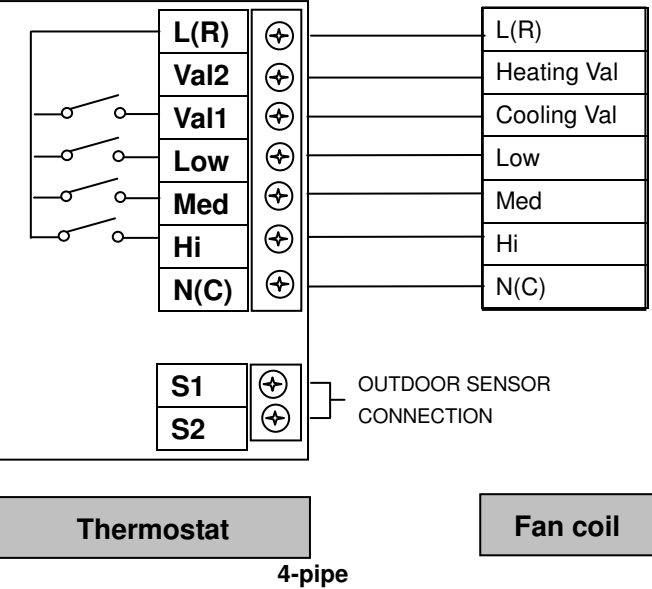 L(R)
Val2
Val1
Low
Med
Hi
N(C)
L(R)
Heating Val
Cooling Val
Low
Med
Hi
N(C)
S1
S2
OUTDOOR SENSOR
CONNECTION
Thermostat
Fan coil
4-pipe